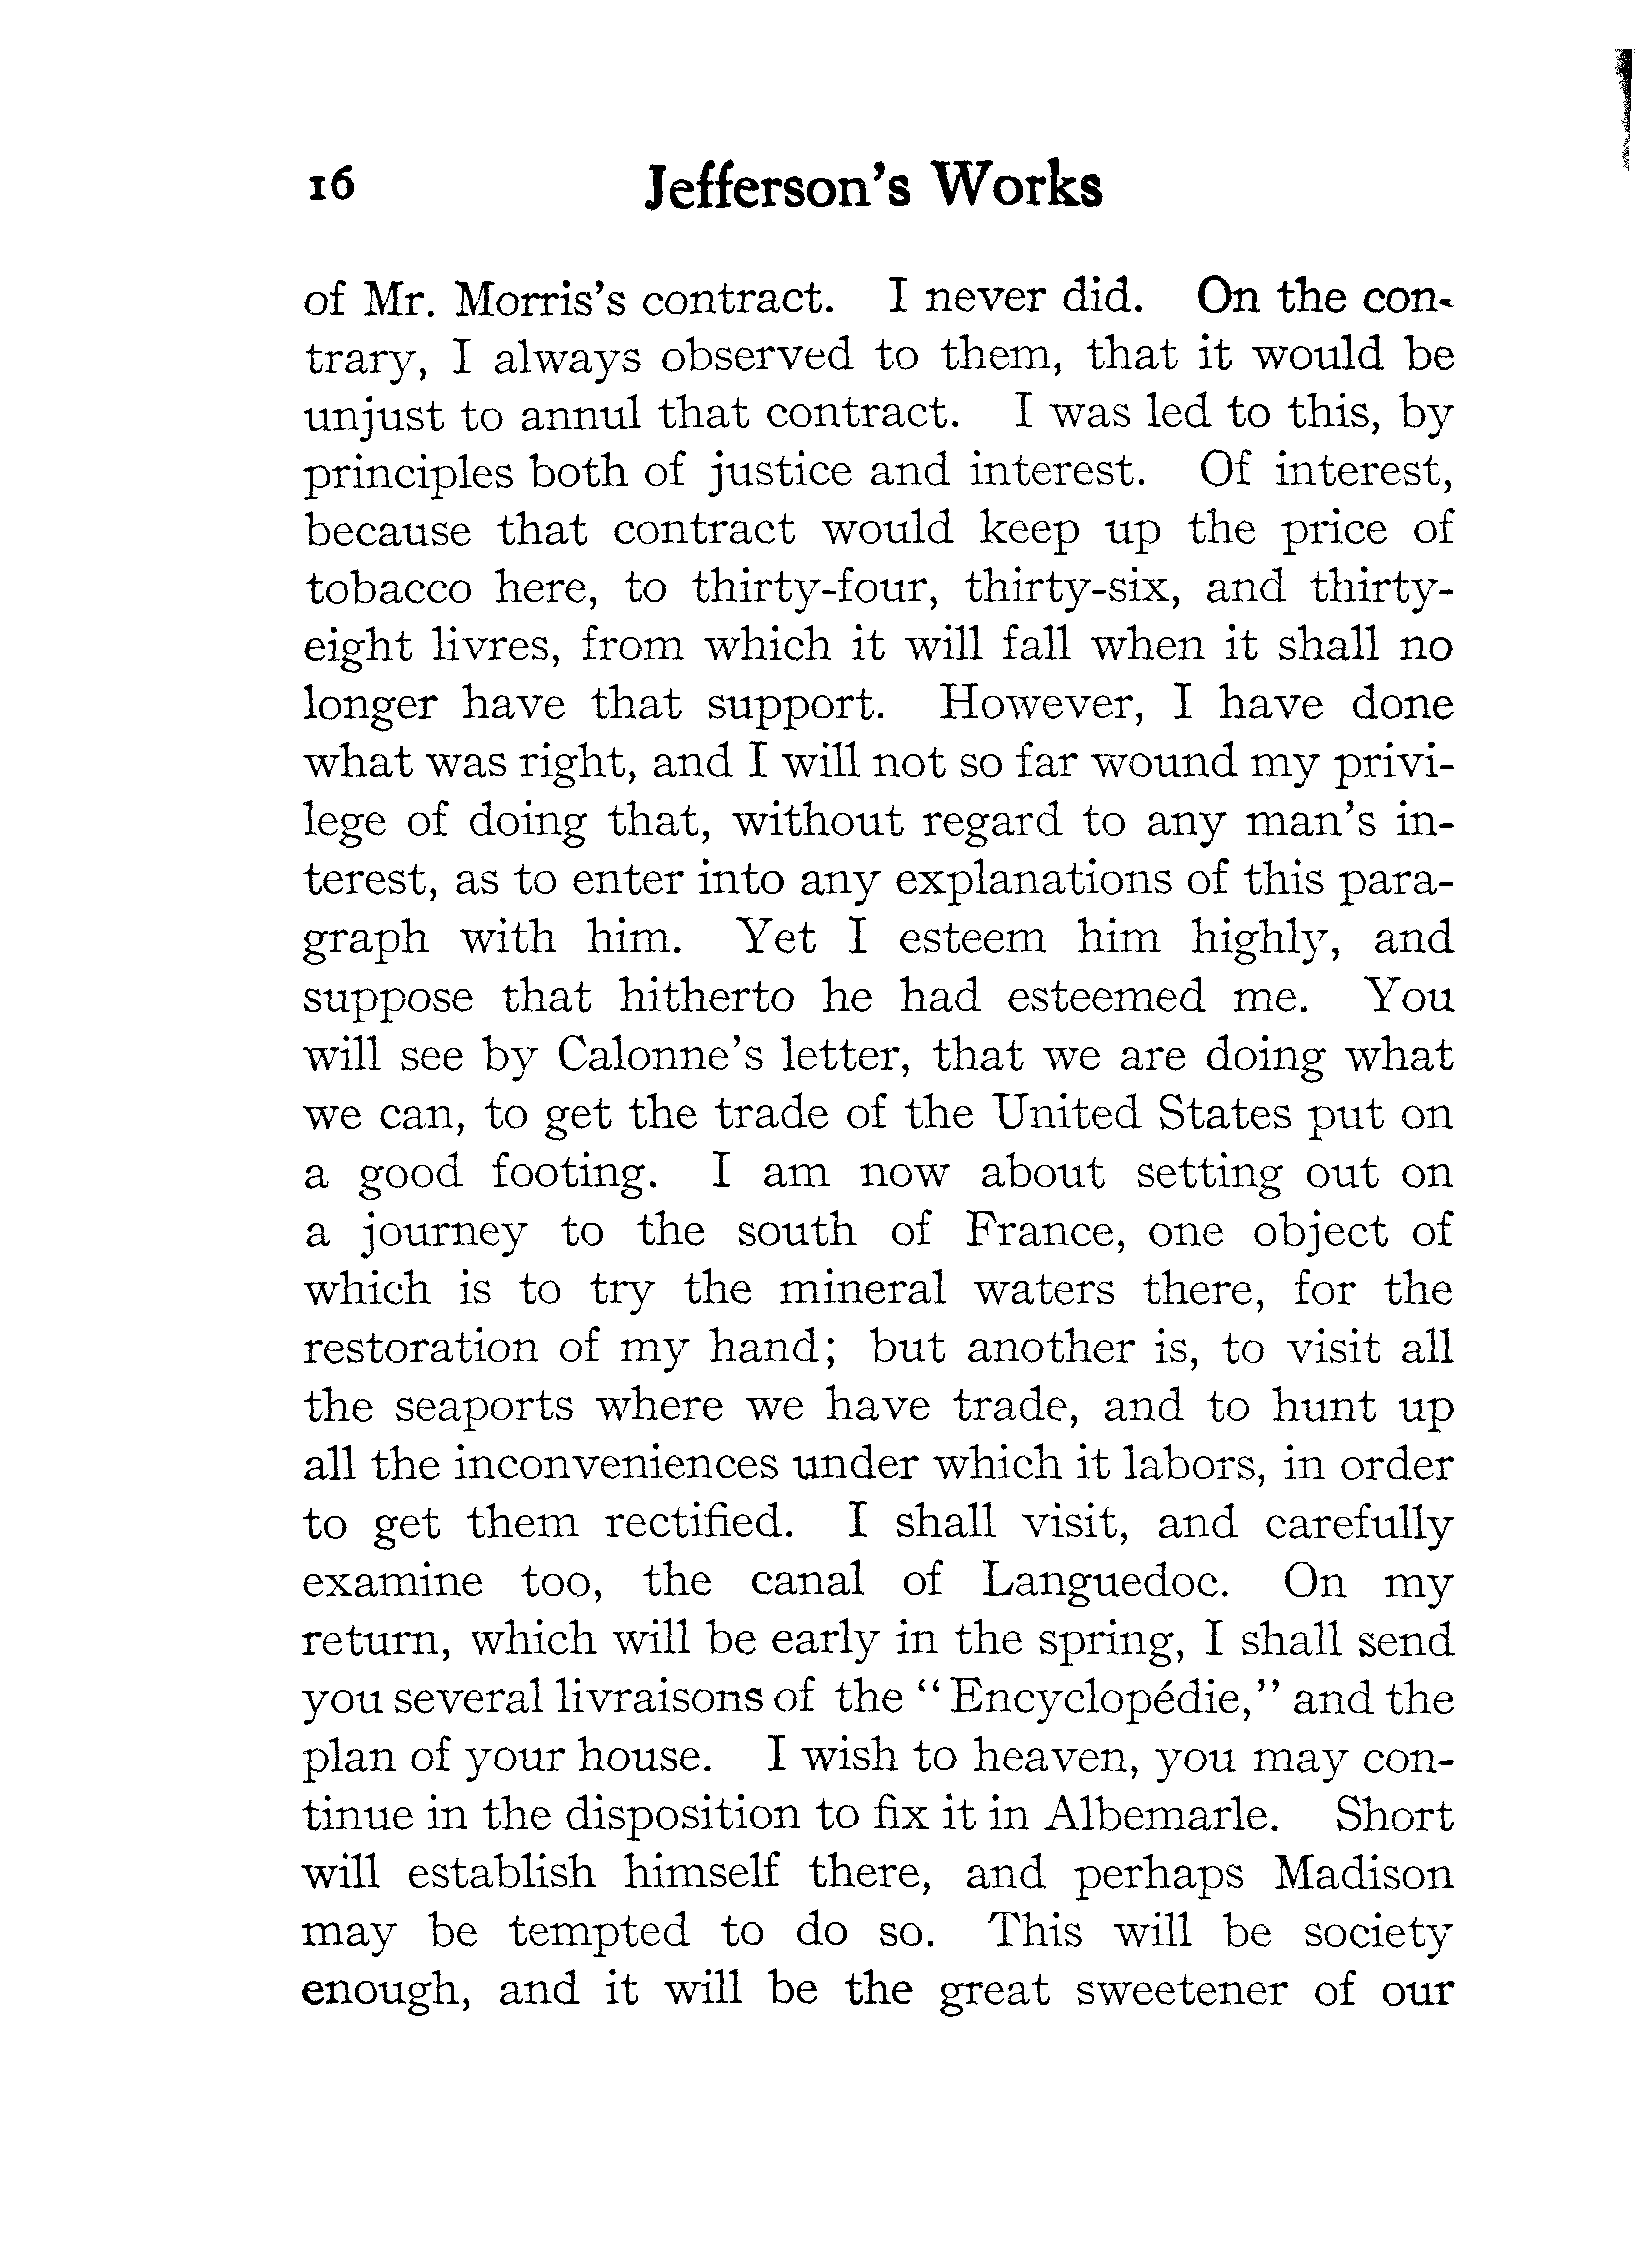 16 Jefferson's Works
of Mr. Morris's contract. I never did. On the con-
trary, I always observed to them, that it would be
unjust to annul that contract. I was led to this, by
principles both of justice and interest. Of interest,
because that contract would keep up the price of
tobacco here, to thirty-four, thirty-six, and thirty-
eight livres, from which it will fall when it shall no
longer have that support. However, I have done
what was right, and I will not so far wound my privi-
lege of doing that, without regard to any man's in-
terest, as to enter into any explanations of this para-
graph with him. Yet I esteem him highly, and
suppose that hitherto he had esteemed me. You
will see by Calonne's letter, that we are doing what
we can, to get the trade of the United States put on
a good footing. I am now about setting out on
a journey to the south of France, one object of
which is to try the mineral waters there, for the
restoration of my hand; but another is, to visit all
the seaports where we have trade, and to hunt up
all the inconveniences under which it labors, in order
to get them rectified. I shall visit, and carefully
examine too, the canal of Languedoc. On my
return, which will be early in the spring, I shall send
you several livraisons of the "Encyclopédie," and the
plan of your house. I wish to heaven, you may con-
tinue in the disposition to fix it in Albemarle. Short
will establish himself there, and perhaps Madison
may be tempted to do so. This will be society
enough, and it will be the great sweetener of our